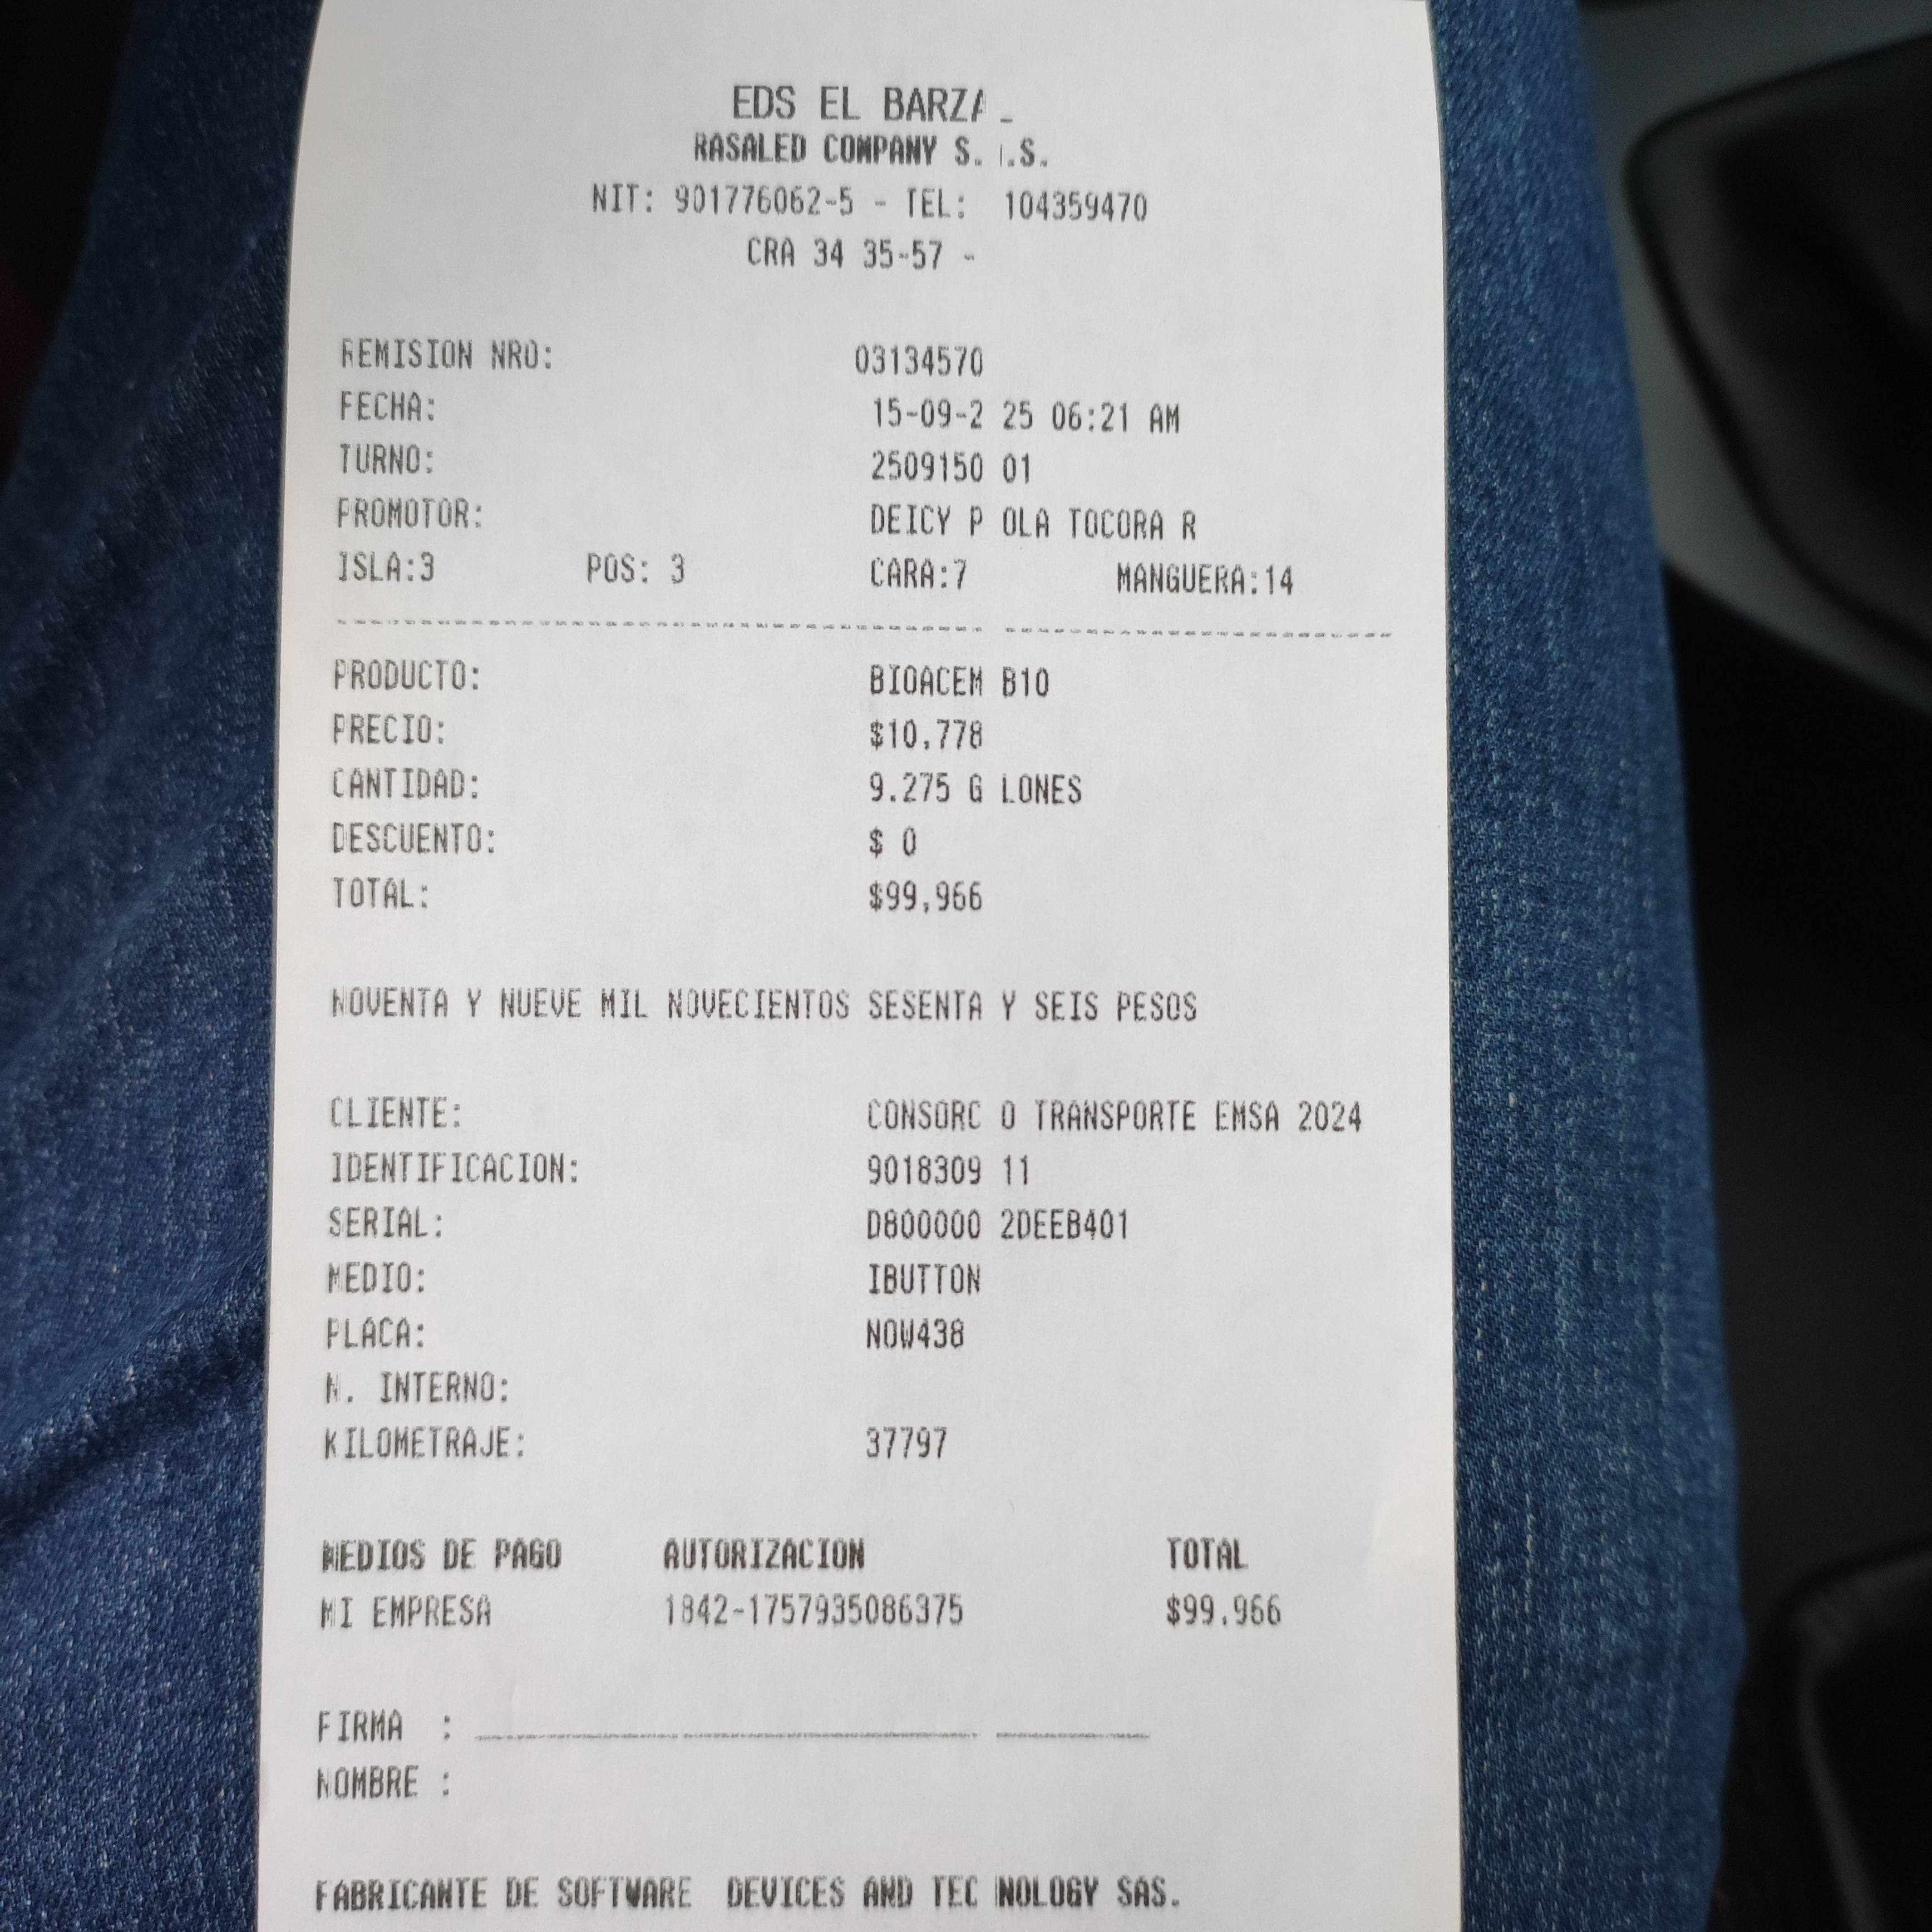 EDS EL BARZA
RASALED COMPANY S. .S.
NIT: 901776062-5 - TEL: 104359470
CRA 34 35-57 -
REMISION NRO: 03134570
FECHA: 15-09-2 25 06:21 AM
TURNO: 2509150 01
PROMOTOR: DEICY P OLA TOCORA R
ISLA:3 POS: 3 CARA:7 MANGUERA:14
PRODUCTO: BIOACEM B10
PRECIO: $10,778
CANTIDAD: 9.275 G LONES
DESCUENTO: $ 0
TOTAL: $99,966
NOVENTA Y NUEVE MIL NOVECIENTOS SESENTA Y SEIS PESOS
CLIENTE: CONSORC O TRANSPORTE EMSA 2024
IDENTIFICACION: 9018309 11
SERIAL: D800000 2DEEB401
MEDIO: IBUTTON
PLACA: NOW438
N. INTERNO:
KILOMETRAJE: 37797
MEDIOS DE PAGO AUTORIZACION TOTAL
MI EMPRESA 1842-1757935086375 $99,966
FIRMA :
NOMBRE :
FABRICANTE DE SOFTWARE DEVICES AND TEC NOLOGY SAS.